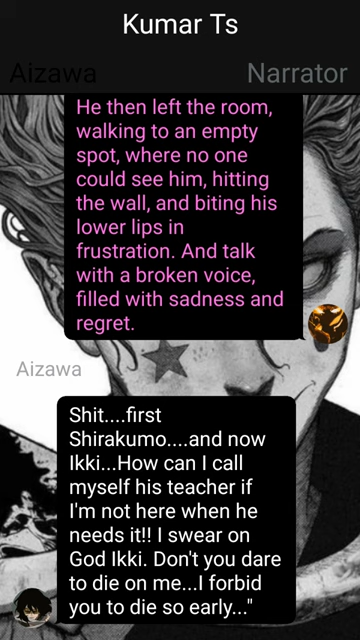 Kumar Ts
Aizawa
Narrator
He then left the room,
walking to an empty
spot, where no one
could see him, hitting
the wall, and biting his
lower lips in
frustration. And talk
with a broken voice,
filled with sadness and
regret.
Aizawa
Shit....first
Shirakumo....and now
Ikki...How can I call
myself his teacher if
I'm not here when he
needs it!! I swear on
God Ikki. Don't you dare
to die on me...I forbid
you to die so early..."